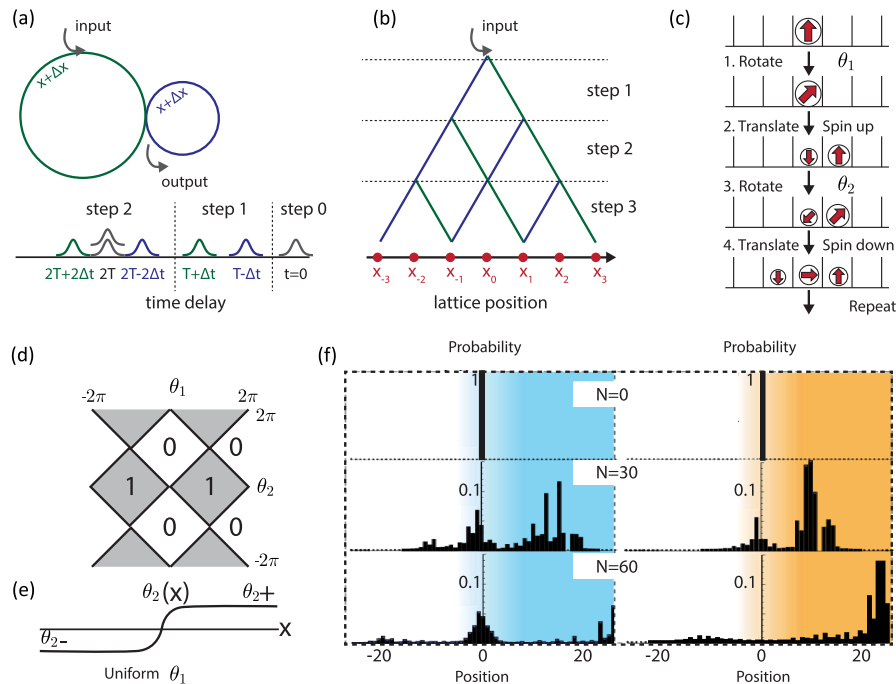 (a)
input
x+Δx
x+Δx
output
step 2
step 1
step 0
2T+2Δt
2T
2T-2Δt
T+Δt
T-Δt
t=0
time delay
(b)
input
step 1
step 2
step 3
x-3
x-2
x-1
x0
x1
x2
x3
lattice position
(c)
1. Rotate
θ1
2. Translate
Spin up
3. Rotate
θ2
4. Translate
Spin down
Repeat
(d)
-2π
θ1
2π
2π
0
0
1
1
θ2
0
0
-2π
(e)
θ2(x)
θ2+
θ2-
x
Uniform θ1
(f)
Probability
Probability
1
N=0
1
0.1
N=30
0.1
0.1
N=60
0.1
-20
0
20
-20
0
20
Position
Position